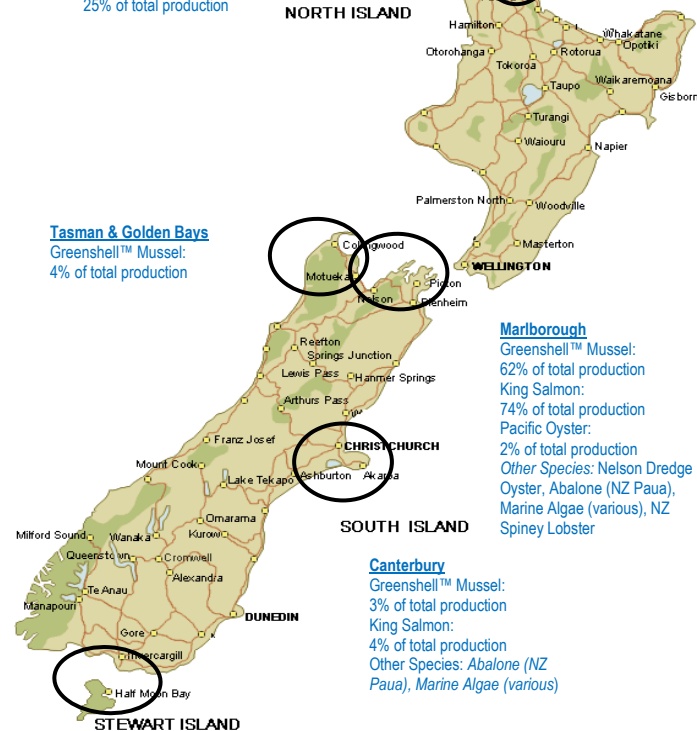 25% of total production
NORTH ISLAND
Hamilton
Whakatane
Opotiki
Otorohanga
Rotorua
Tokoroa
Waikaremoana
Taupo
Gisborn
Turangi
Waiouru
Napier
Palmerston North
Woodville
Masterton
WELLINGTON
Tasman & Golden Bays
Greenshell™ Mussel:
4% of total production
Collingwood
Motueka
Picton
Nelson
Blenheim
Reefton
Springs Junction
Lewis Pass
Hanmer Springs
Arthurs Pass
Marlborough
Greenshell™ Mussel:
62% of total production
King Salmon:
74% of total production
Pacific Oyster:
2% of total production
Other Species: Nelson Dredge
Oyster, Abalone (NZ Paua),
Marine Algae (various), NZ
Spiney Lobster
Franz Josef
CHRISTCHURCH
Mount Cook
Lake Tekapo
Ashburton
Akaroa
Omarama
SOUTH ISLAND
Milford Sound
Wanaka
Kurow
Queenstown
Cromwell
Alexandra
Te Anau
Manapouri
DUNEDIN
Gore
Invercargill
Canterbury
Greenshell™ Mussel:
3% of total production
King Salmon:
4% of total production
Other Species: Abalone (NZ
Paua), Marine Algae (various)
Half Moon Bay
STEWART ISLAND